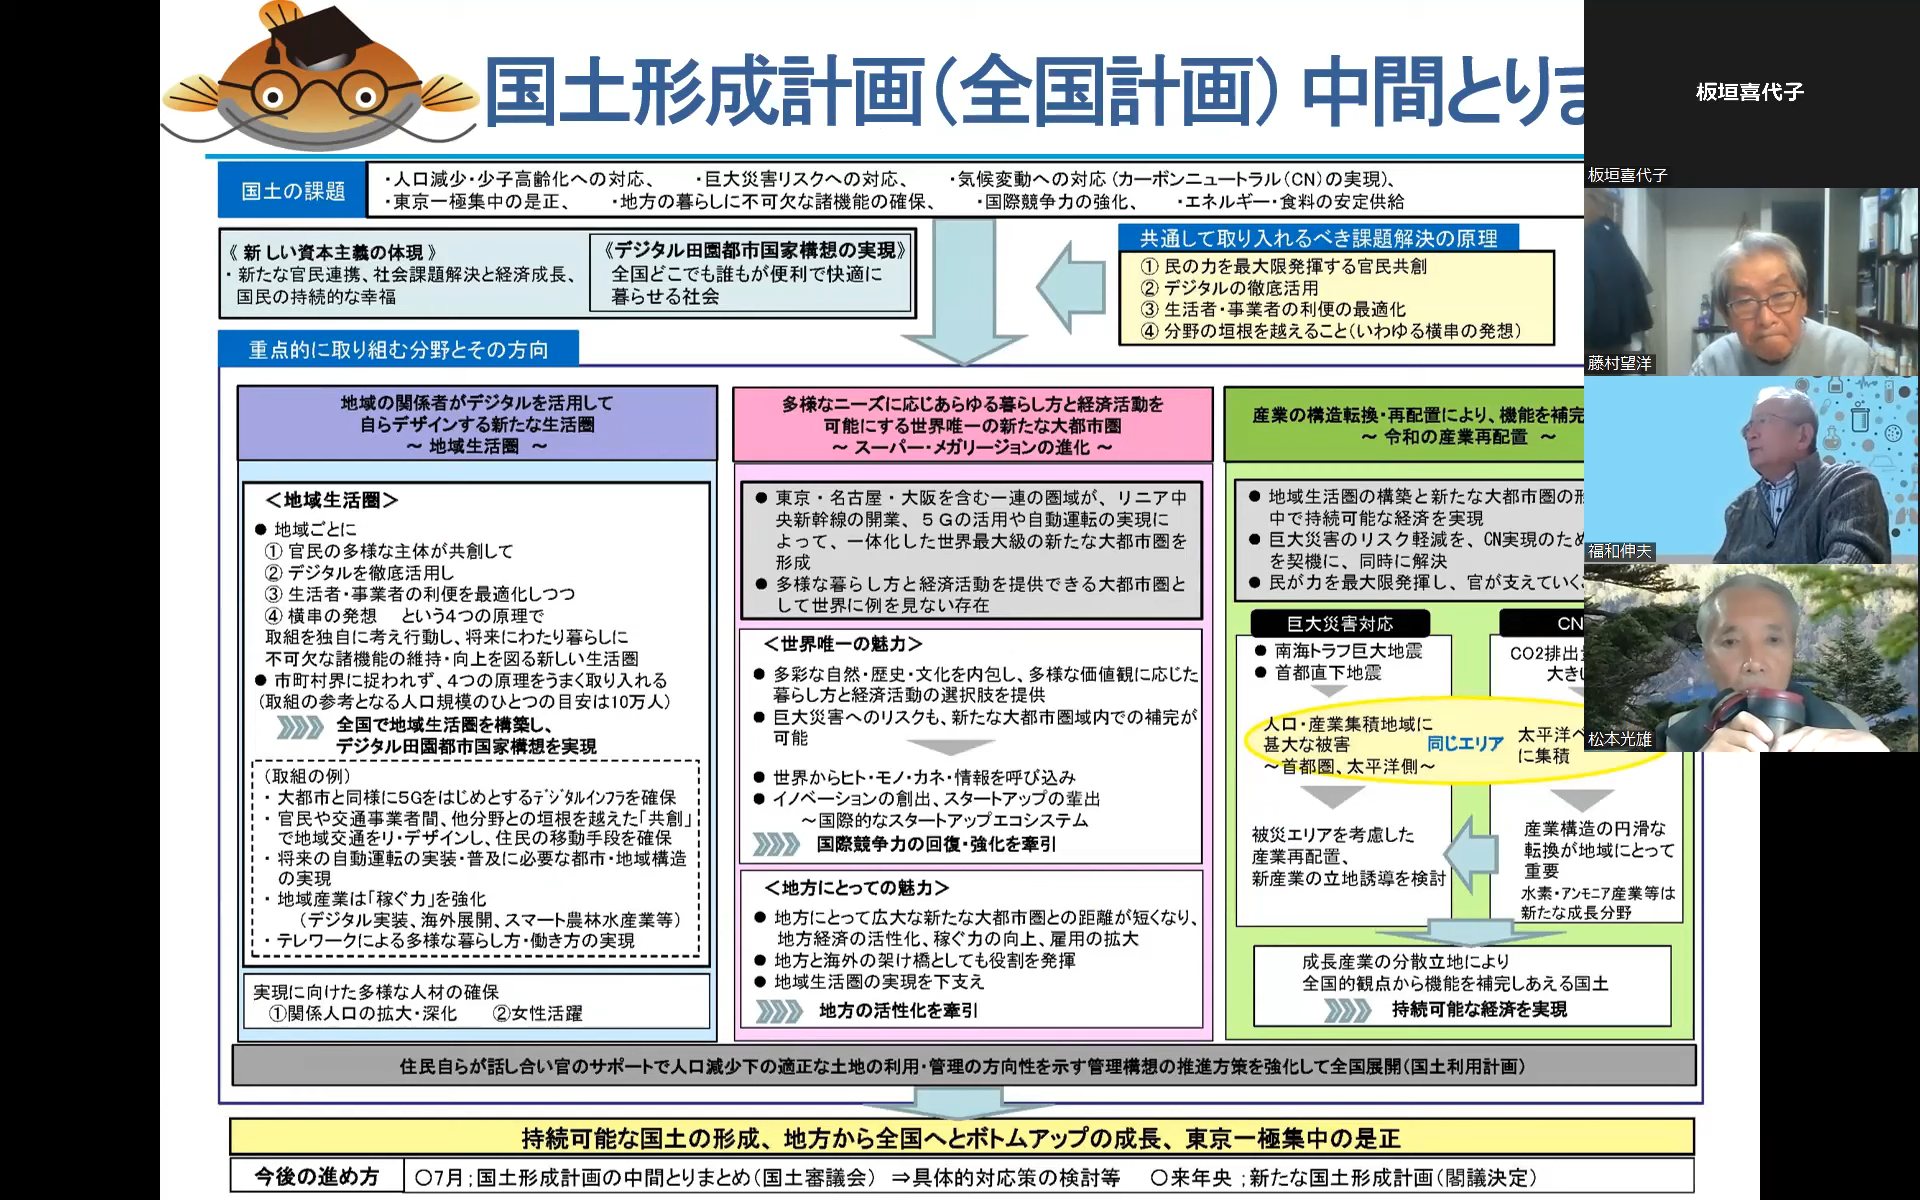 国土形成計画（全国計画）中間とりま
国土の課題
・人口減少・少子高齢化への対応、　・巨大災害リスクへの対応、　・気候変動への対応（カーボンニュートラル（CN）の実現）、
・東京一極集中の是正、　・地方の暮らしに不可欠な諸機能の確保、　・国際競争力の強化、　・エネルギー・食料の安定供給
《 新しい資本主義の体現 》
・新たな官民連携、社会課題解決と経済成長、
国民の持続的な幸福
《デジタル田園都市国家構想の実現》
全国どこでも誰もが便利で快適に
暮らせる社会
共通して取り入れるべき課題解決の原理
① 民の力を最大限発揮する官民共創
② デジタルの徹底活用
③ 生活者・事業者の利便の最適化
④ 分野の垣根を越えること（いわゆる横串の発想）
重点的に取り組む分野とその方向
地域の関係者がデジタルを活用して
自らデザインする新たな生活圏
～ 地域生活圏 ～
＜地域生活圏＞
● 地域ごとに
① 官民の多様な主体が共創して
② デジタルを徹底活用し
③ 生活者・事業者の利便を最適化しつつ
④ 横串の発想　という4つの原理で
取組を独自に考え行動し、将来にわたり暮らしに
不可欠な諸機能の維持・向上を図る新しい生活圏
● 市町村界に捉われず、4つの原理をうまく取り入れる
（取組の参考となる人口規模のひとつの目安は10万人）
全国で地域生活圏を構築し、
デジタル田園都市国家構想を実現
（取組の例）
・ 大都市と同様に5Gをはじめとするデジタルインフラを確保
・ 官民や交通事業者間、他分野との垣根を越えた「共創」
で地域交通をリ・デザインし、住民の移動手段を確保
・ 将来の自動運転の実装・普及に必要な都市・地域構造
の実現
・ 地域産業は「稼ぐ力」を強化
（デジタル実装、海外展開、スマート農林水産業等）
・ テレワークによる多様な暮らし方・働き方の実現
実現に向けた多様な人材の確保
①関係人口の拡大・深化　②女性活躍
多様なニーズに応じあらゆる暮らし方と経済活動を
可能にする世界唯一の新たな大都市圏
～ スーパー・メガリージョンの進化 ～
● 東京・名古屋・大阪を含む一連の圏域が、リニア中
央新幹線の開業、５Ｇの活用や自動運転の実現に
よって、一体化した世界最大級の新たな大都市圏を
形成
● 多様な暮らし方と経済活動を提供できる大都市圏と
して世界に例を見ない存在
＜世界唯一の魅力＞
● 多彩な自然・歴史・文化を内包し、多様な価値観に応じた
暮らし方と経済活動の選択肢を提供
● 巨大災害へのリスクも、新たな大都市圏域内での補完が
可能
● 世界からヒト・モノ・カネ・情報を呼び込み
● イノベーションの創出、スタートアップの輩出
～国際的なスタートアップエコシステム
国際競争力の回復・強化を牽引
＜地方にとっての魅力＞
● 地方にとって広大な新たな大都市圏との距離が短くなり、
地方経済の活性化、稼ぐ力の向上、雇用の拡大
● 地方と海外の架け橋としても役割を発揮
● 地域生活圏の実現を下支え
地方の活性化を牽引
産業の構造転換・再配置により、機能を補完
～ 令和の産業再配置 ～
● 地域生活圏の構築と新たな大都市圏の形
中で持続可能な経済を実現
● 巨大災害のリスク軽減を、CN実現のため
を契機に、同時に解決
● 民が力を最大限発揮し、官が支えていく
巨大災害対応
● 南海トラフ巨大地震
● 首都直下地震
人口・産業集積地域に
甚大な被害
～首都圏、太平洋側～
同じエリア
被災エリアを考慮した
産業再配置、
新産業の立地誘導を検討
CN
CO2排出
大き
太平洋ベ
に集積
産業構造の円滑な
転換が地域にとって
重要
水素・アンモニア産業等は
新たな成長分野
成長産業の分散立地により
全国的観点から機能を補完しあえる国土
持続可能な経済を実現
住民自らが話し合い官のサポートで人口減少下の適正な土地の利用・管理の方向性を示す管理構想の推進方策を強化して全国展開（国土利用計画）
持続可能な国土の形成、地方から全国へとボトムアップの成長、東京一極集中の是正
今後の進め方
○7月；国土形成計画の中間とりまとめ（国土審議会）　⇒具体的対応策の検討等　○来年央；新たな国土形成計画（閣議決定）
板垣喜代子
板垣喜代子
藤村望洋
福和伸夫
松本光雄